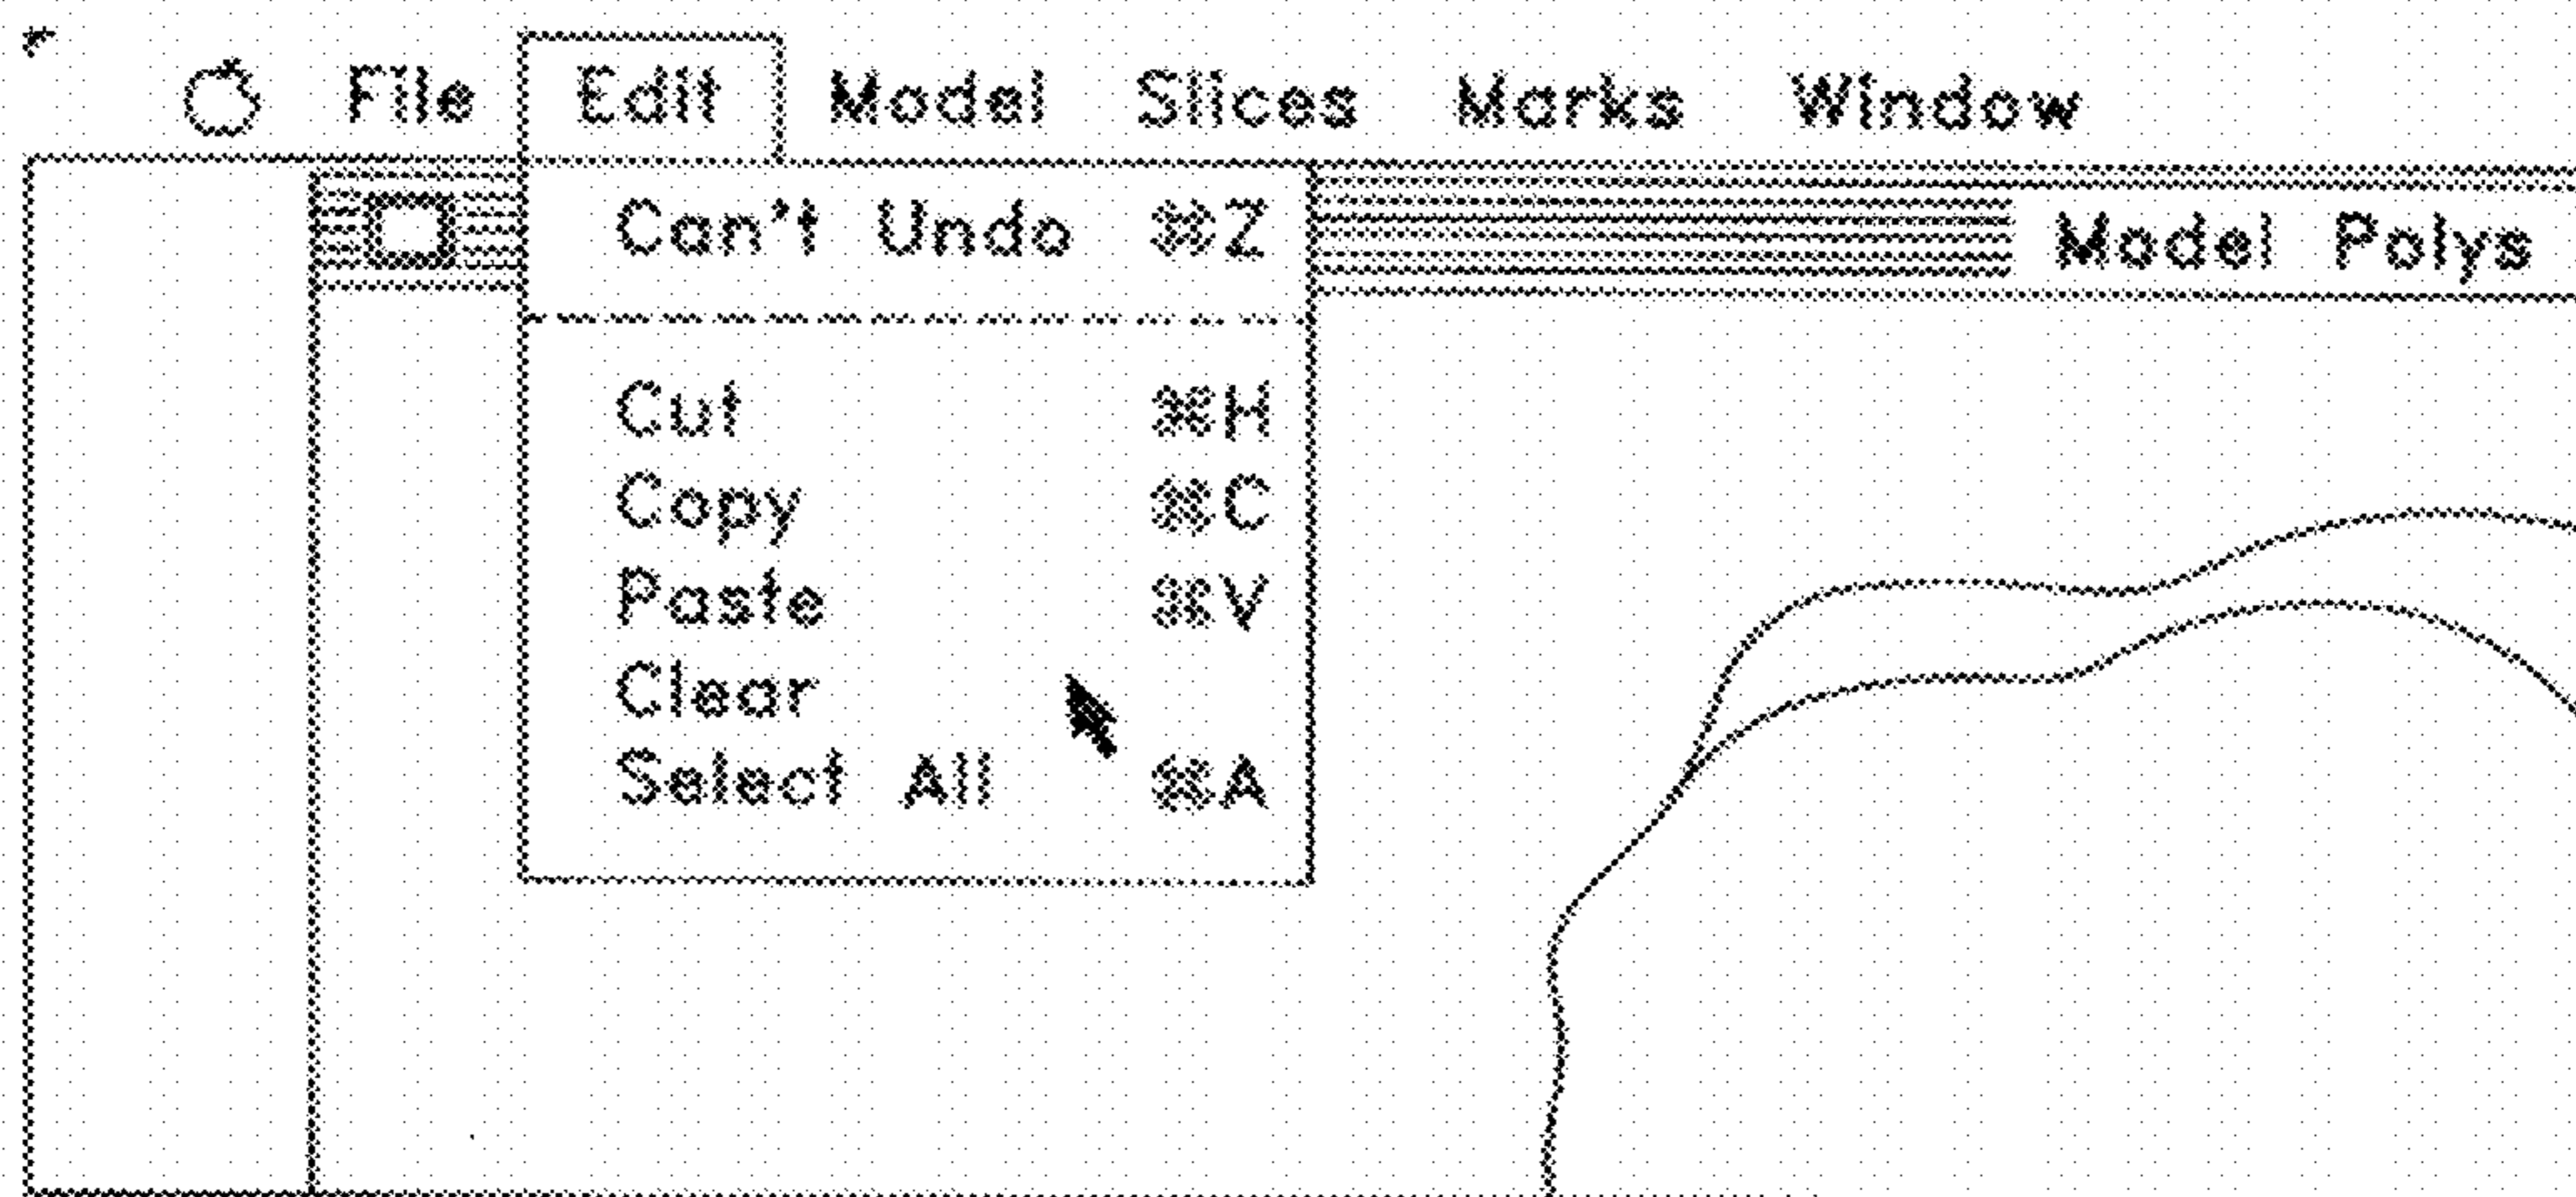 File Edit Model Slices Marks Window
Can't Undo ⌘Z
Model Polys
Cut ⌘H
Copy ⌘C
Paste ⌘V
Clear
Select All ⌘A